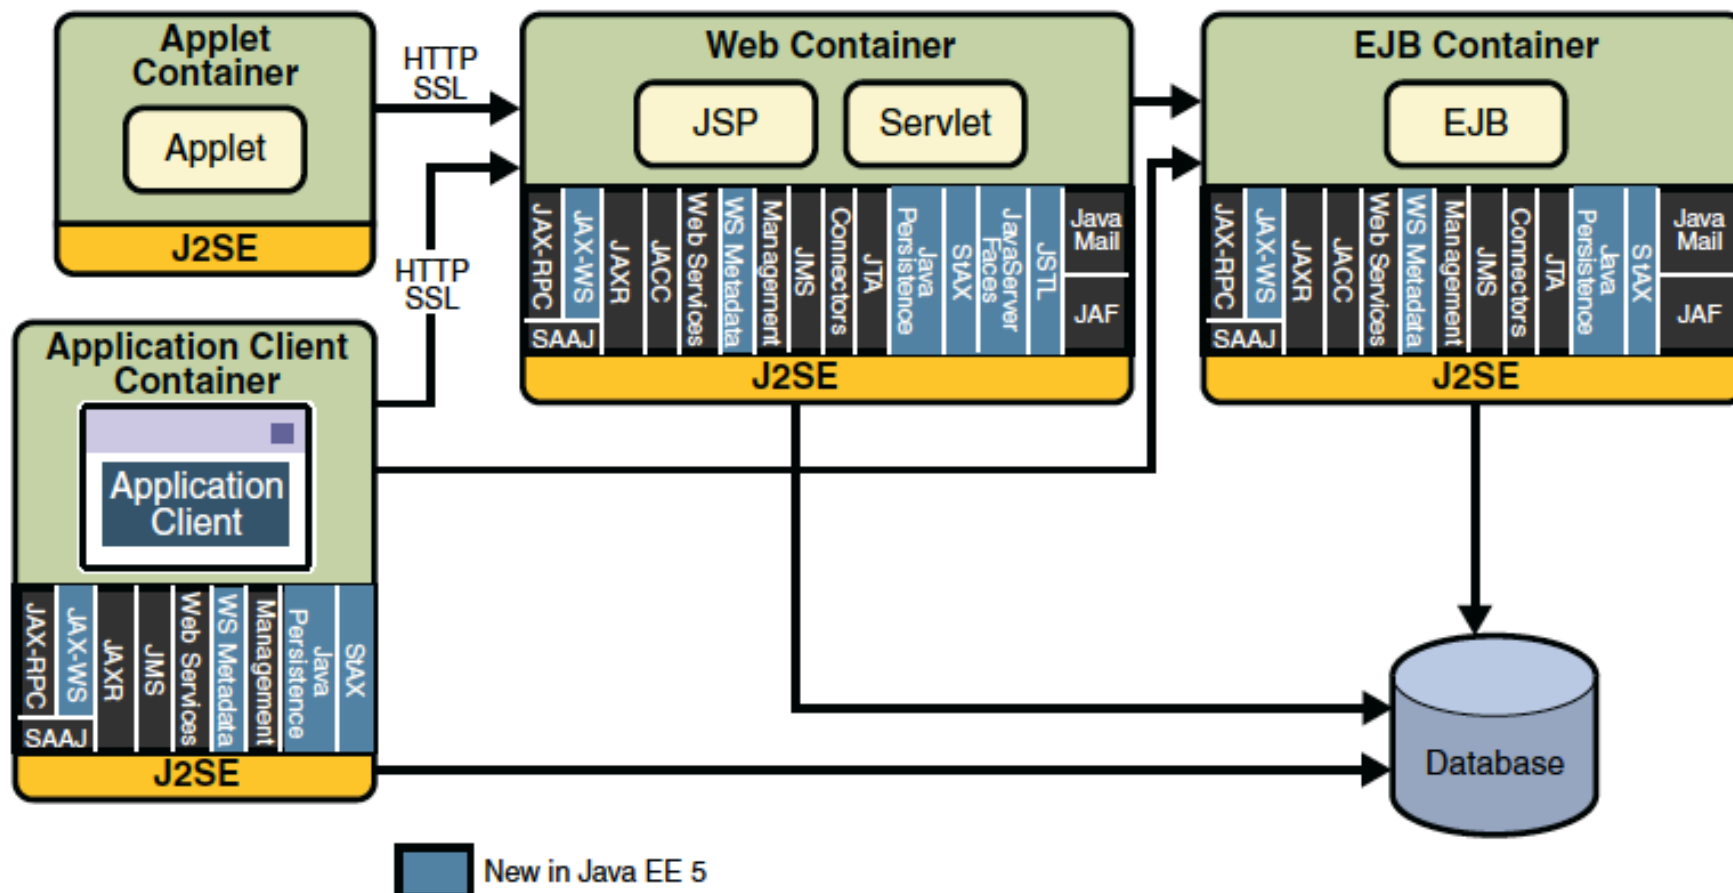 Applet
Container
Applet
J2SE
HTTP
SSL
HTTP
SSL
Web Container
JSP
Servlet
JAX-RPC
JAX-WS
SAAJ
JAXR
JACC
Web Services
WS Metadata
Management
JMS
Connectors
JTA
Java
Persistence
StAX
JavaServer
Faces
JSTL
Java
Mail
JAF
J2SE
EJB Container
EJB
JAX-RPC
JAX-WS
SAAJ
JAXR
JACC
Web Services
WS Metadata
Management
JMS
Connectors
JTA
Java
Persistence
StAX
Java
Mail
JAF
J2SE
Application Client
Container
Application
Client
JAX-RPC
JAX-WS
SAAJ
JAXR
JMS
Web Services
WS Metadata
Management
Java
Persistence
StAX
J2SE
Database
New in Java EE 5